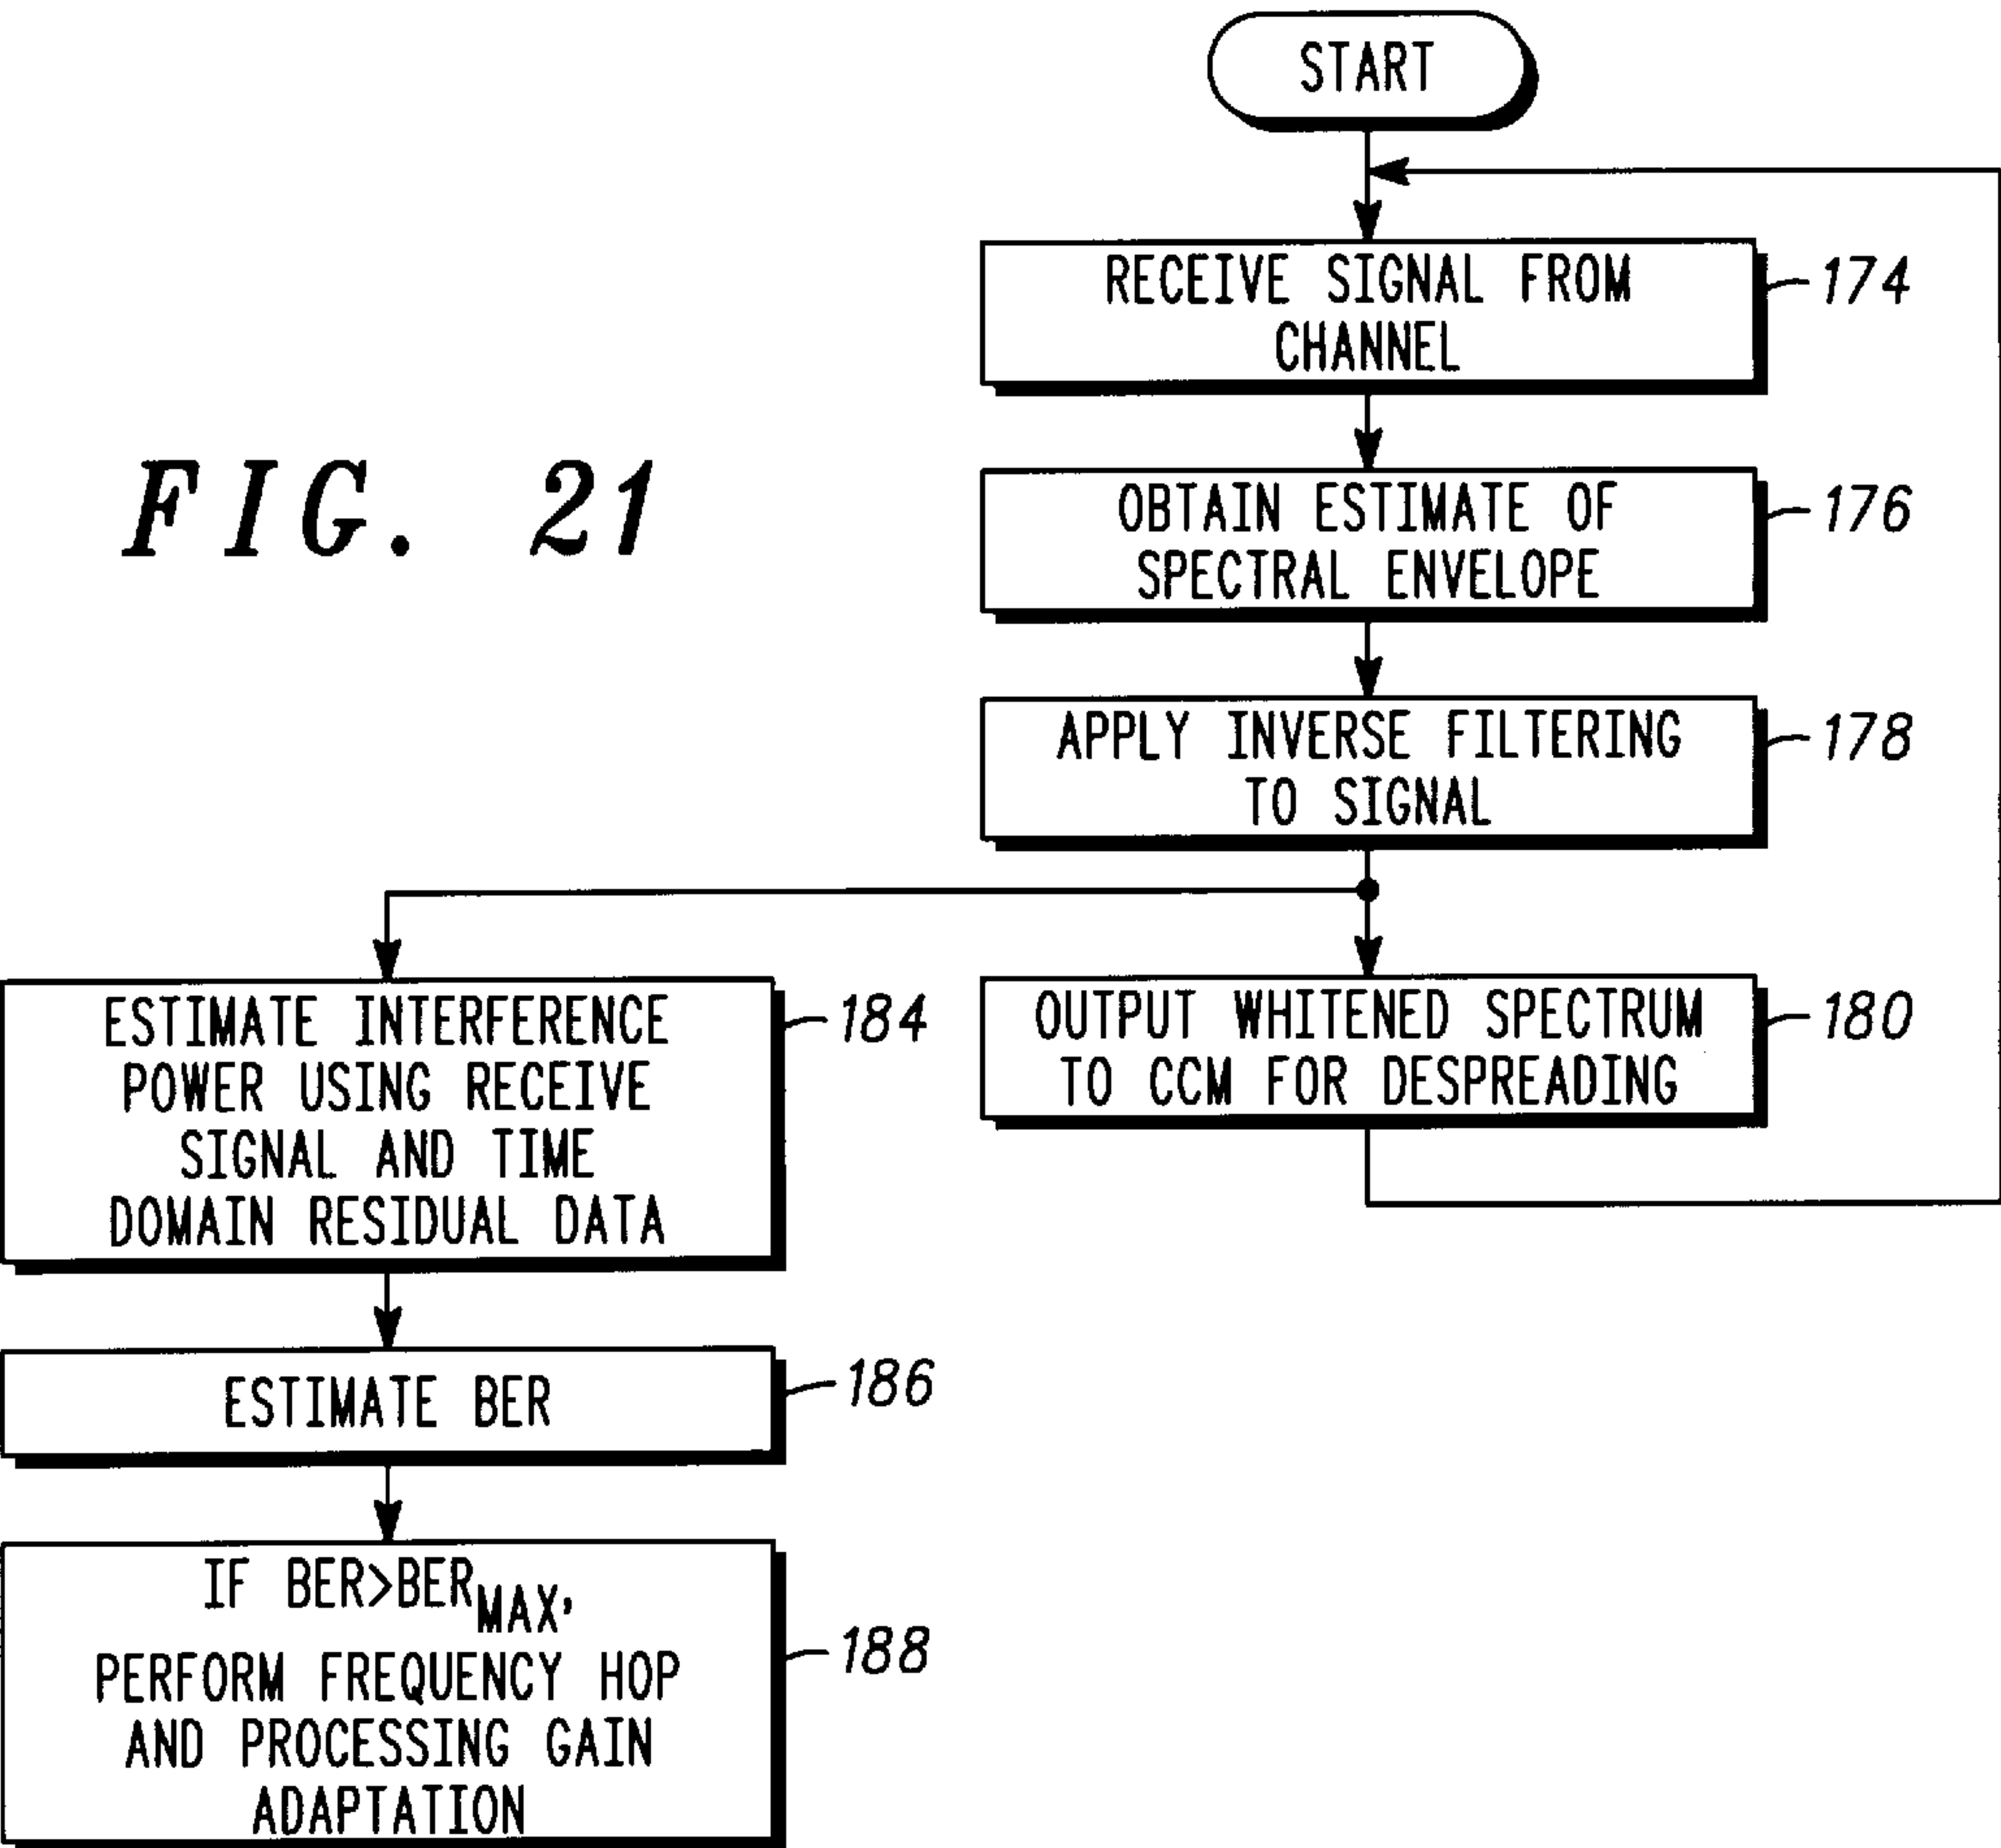 START
RECEIVE SIGNAL FROM
CHANNEL
174
FIG. 21
OBTAIN ESTIMATE OF
SPECTRAL ENVELOPE
176
APPLY INVERSE FILTERING
TO SIGNAL
178
ESTIMATE INTERFERENCE
POWER USING RECEIVE
SIGNAL AND TIME
DOMAIN RESIDUAL DATA
184
OUTPUT WHITENED SPECTRUM
TO CCM FOR DESPREADING
180
ESTIMATE BER
186
IF BER>BERMAX,
PERFORM FREQUENCY HOP
AND PROCESSING GAIN
ADAPTATION
188